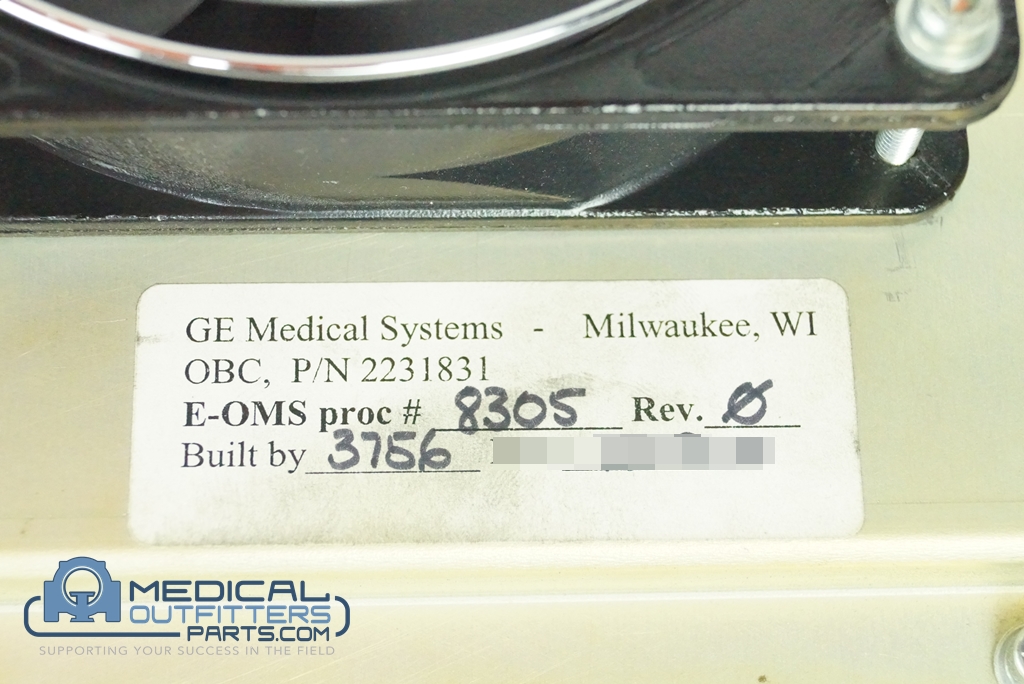 GE Medical Systems - Milwaukee, WI
OBC, P/N 2231831
E-OMS proc # 8305 Rev. Ø
Built by 3756
MEDICAL
OUTFITTERS
PARTS.COM
SUPPORTING YOUR SUCCESS IN THE FIELD